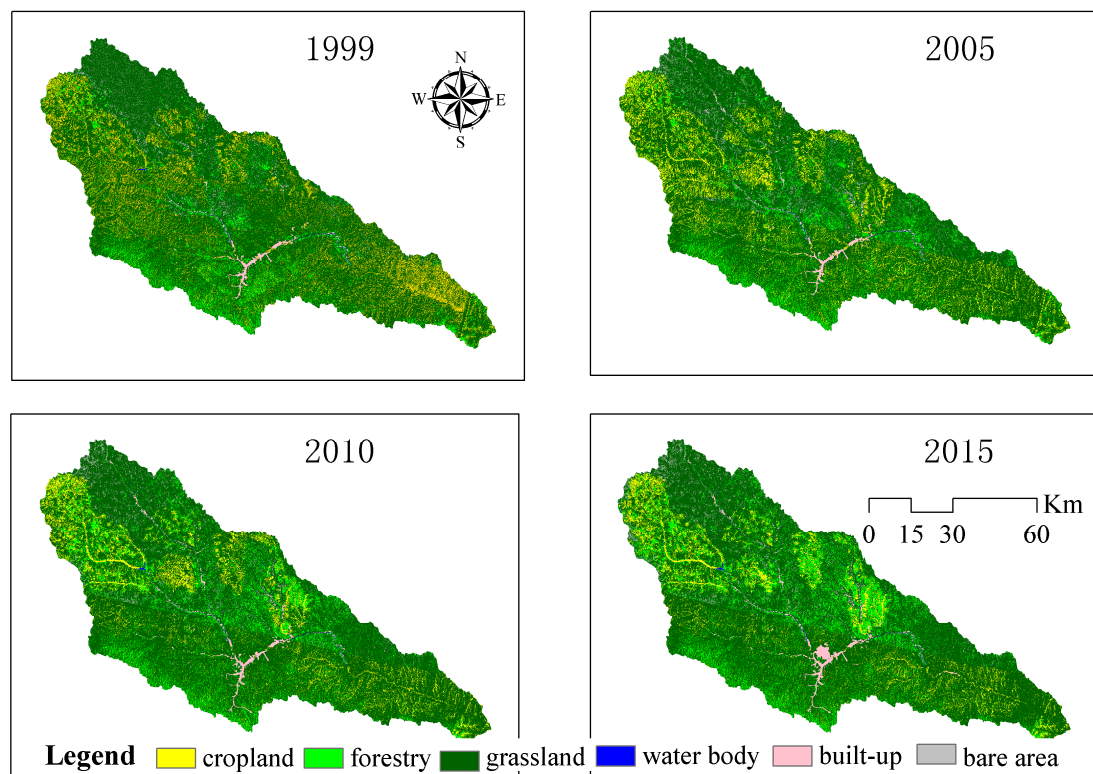 1999
N
W E
S
2005
2010
2015
Km
0 15 30 60
Legend cropland forestry grassland water body built-up bare area